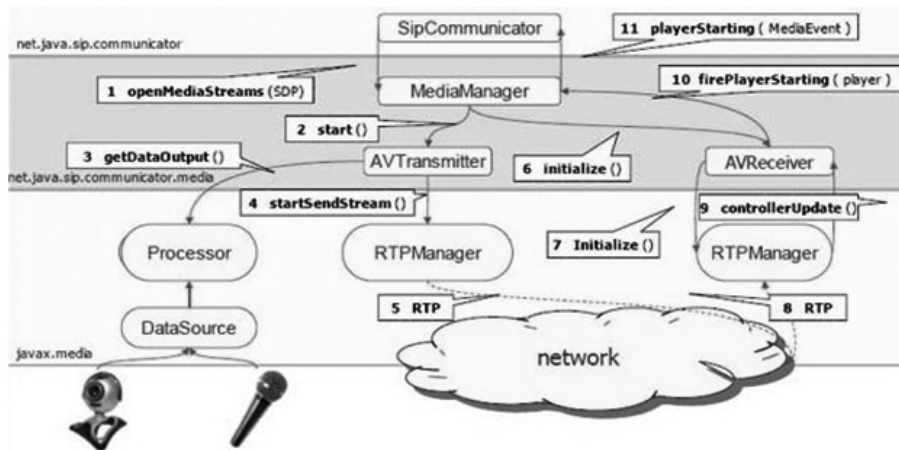 SipCommunicator
11 playerStarting ( MediaEvent)
net.java.sip.communicator
1 openMediaStreams (SDP)
MediaManager
10 firePlayerStarting ( player)
2 start ()
3 getDataOutput ()
AVTransmitter
6 initialize ()
AVReceiver
net.java.sip.communicator.media
4 startSendStream()
9 controllerUpdate ()
Processor
RTPManager
7 Initialize ()
RTPManager
5 RTP
8 RTP
DataSource
javax.media
network